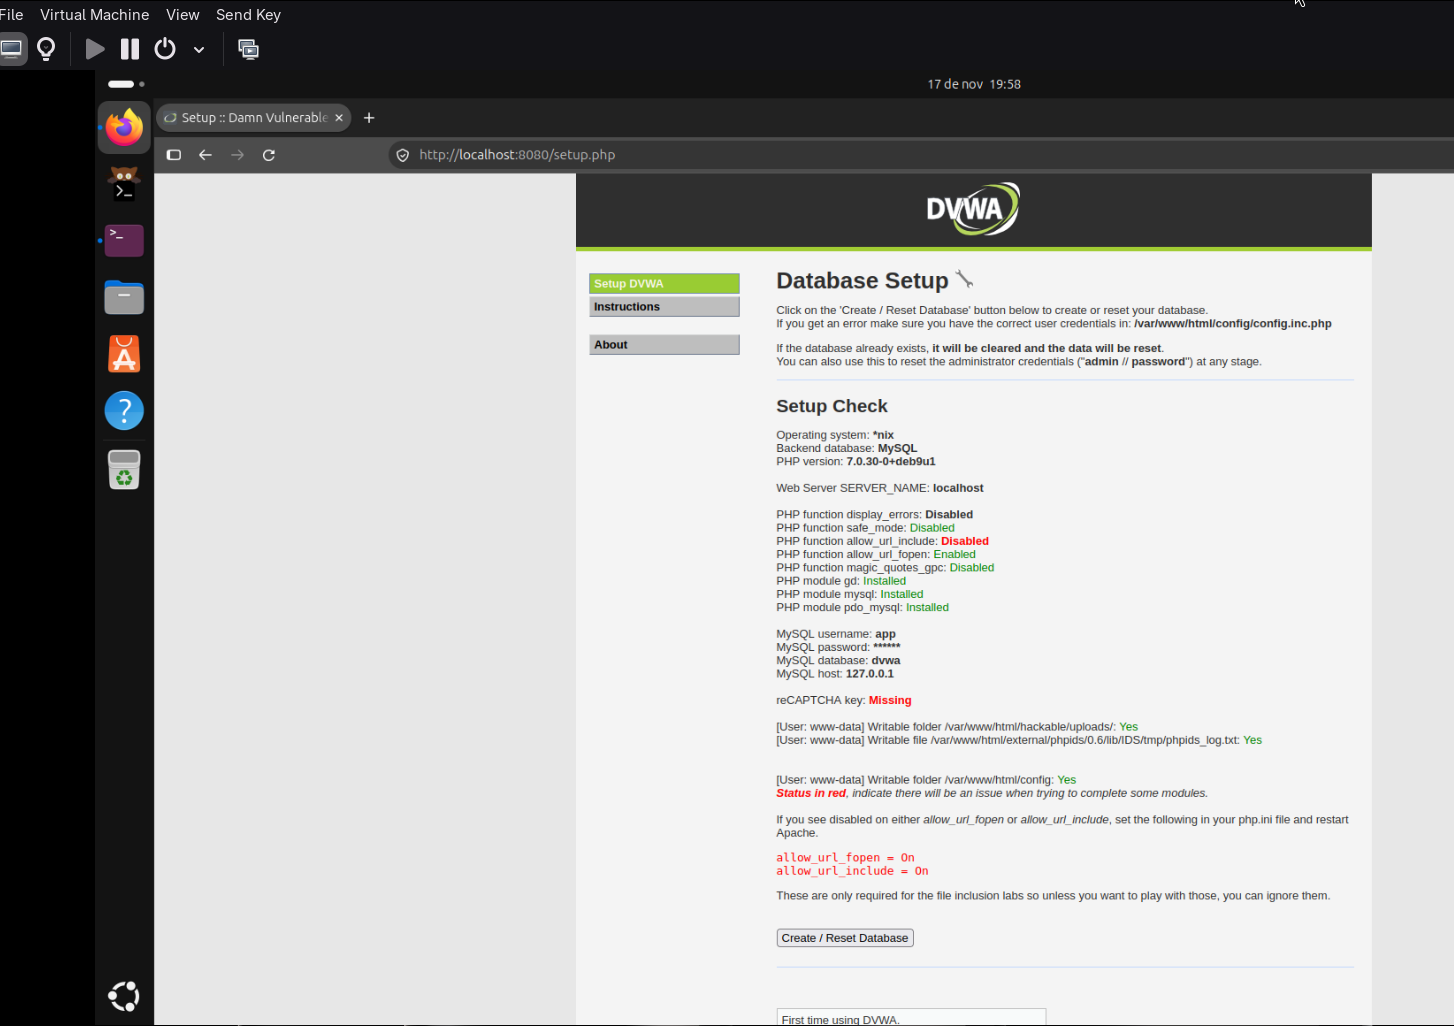 File Virtual Machine View Send Key
17 de nov 19:58
Setup :: Damn Vulnerable
http://localhost:8080/setup.php
DVWA
Setup DVWA
Instructions
About
Database Setup
Click on the 'Create / Reset Database' button below to create or reset your database.
If you get an error make sure you have the correct user credentials in: /var/www/html/config/config.inc.php
If the database already exists, it will be cleared and the data will be reset.
You can also use this to reset the administrator credentials ("admin // password") at any stage.
Setup Check
Operating system: *nix
Backend database: MySQL
PHP version: 7.0.30-0+deb9u1
Web Server SERVER_NAME: localhost
PHP function display_errors: Disabled
PHP function safe_mode: Disabled
PHP function allow_url_include: Disabled
PHP function allow_url_fopen: Enabled
PHP function magic_quotes_gpc: Disabled
PHP module gd: Installed
PHP module mysql: Installed
PHP module pdo_mysql: Installed
MySQL username: app
MySQL password: ******
MySQL database: dvwa
MySQL host: 127.0.0.1
reCAPTCHA key: Missing
[User: www-data] Writable folder /var/www/html/hackable/uploads/: Yes
[User: www-data] Writable file /var/www/html/external/phpids/0.6/lib/IDS/tmp/phpids_log.txt: Yes
[User: www-data] Writable folder /var/www/html/config: Yes
Status in red, indicate there will be an issue when trying to complete some modules.
If you see disabled on either allow_url_fopen or allow_url_include, set the following in your php.ini file and restart
Apache.
allow_url_fopen = On
allow_url_include = On
These are only required for the file inclusion labs so unless you want to play with those, you can ignore them.
Create / Reset Database
First time using DVWA.